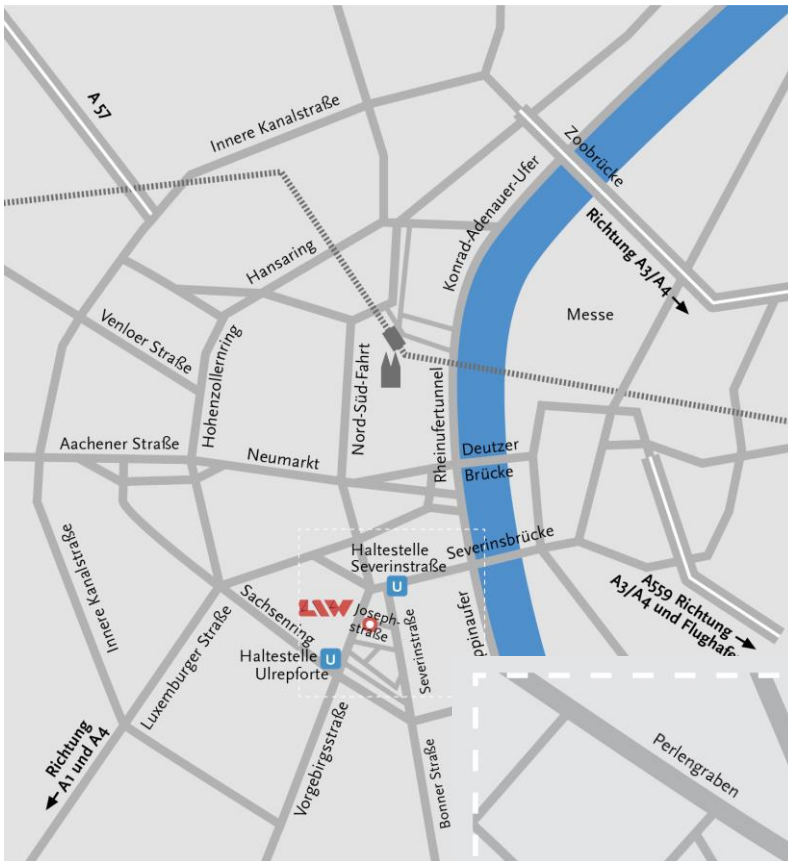 A 57
Innere Kanalstraße
Zoobrücke
Konrad-Adenauer-Ufer
Richtung A3/A4
Hansaring
Messe
Venloer Straße
Hohenzollernring
Nord-Süd-Fahrt
Rheinufertunnel
Aachener Straße
Neumarkt
Deutzer
Brücke
Haltestelle
Severinstraße
Severinsbrücke
U
Innere Kanalstraße
Sachsenring
Joseph-
straße
A559 Richtung
A3/A4 und Flughafe
Luxemburger Straße
Haltestelle
Ulrepforte
U
Severinstraße
ppinaufer
Richtung
A1 und A4
Vorgebirgsstraße
Bonner Straße
Perlengraben